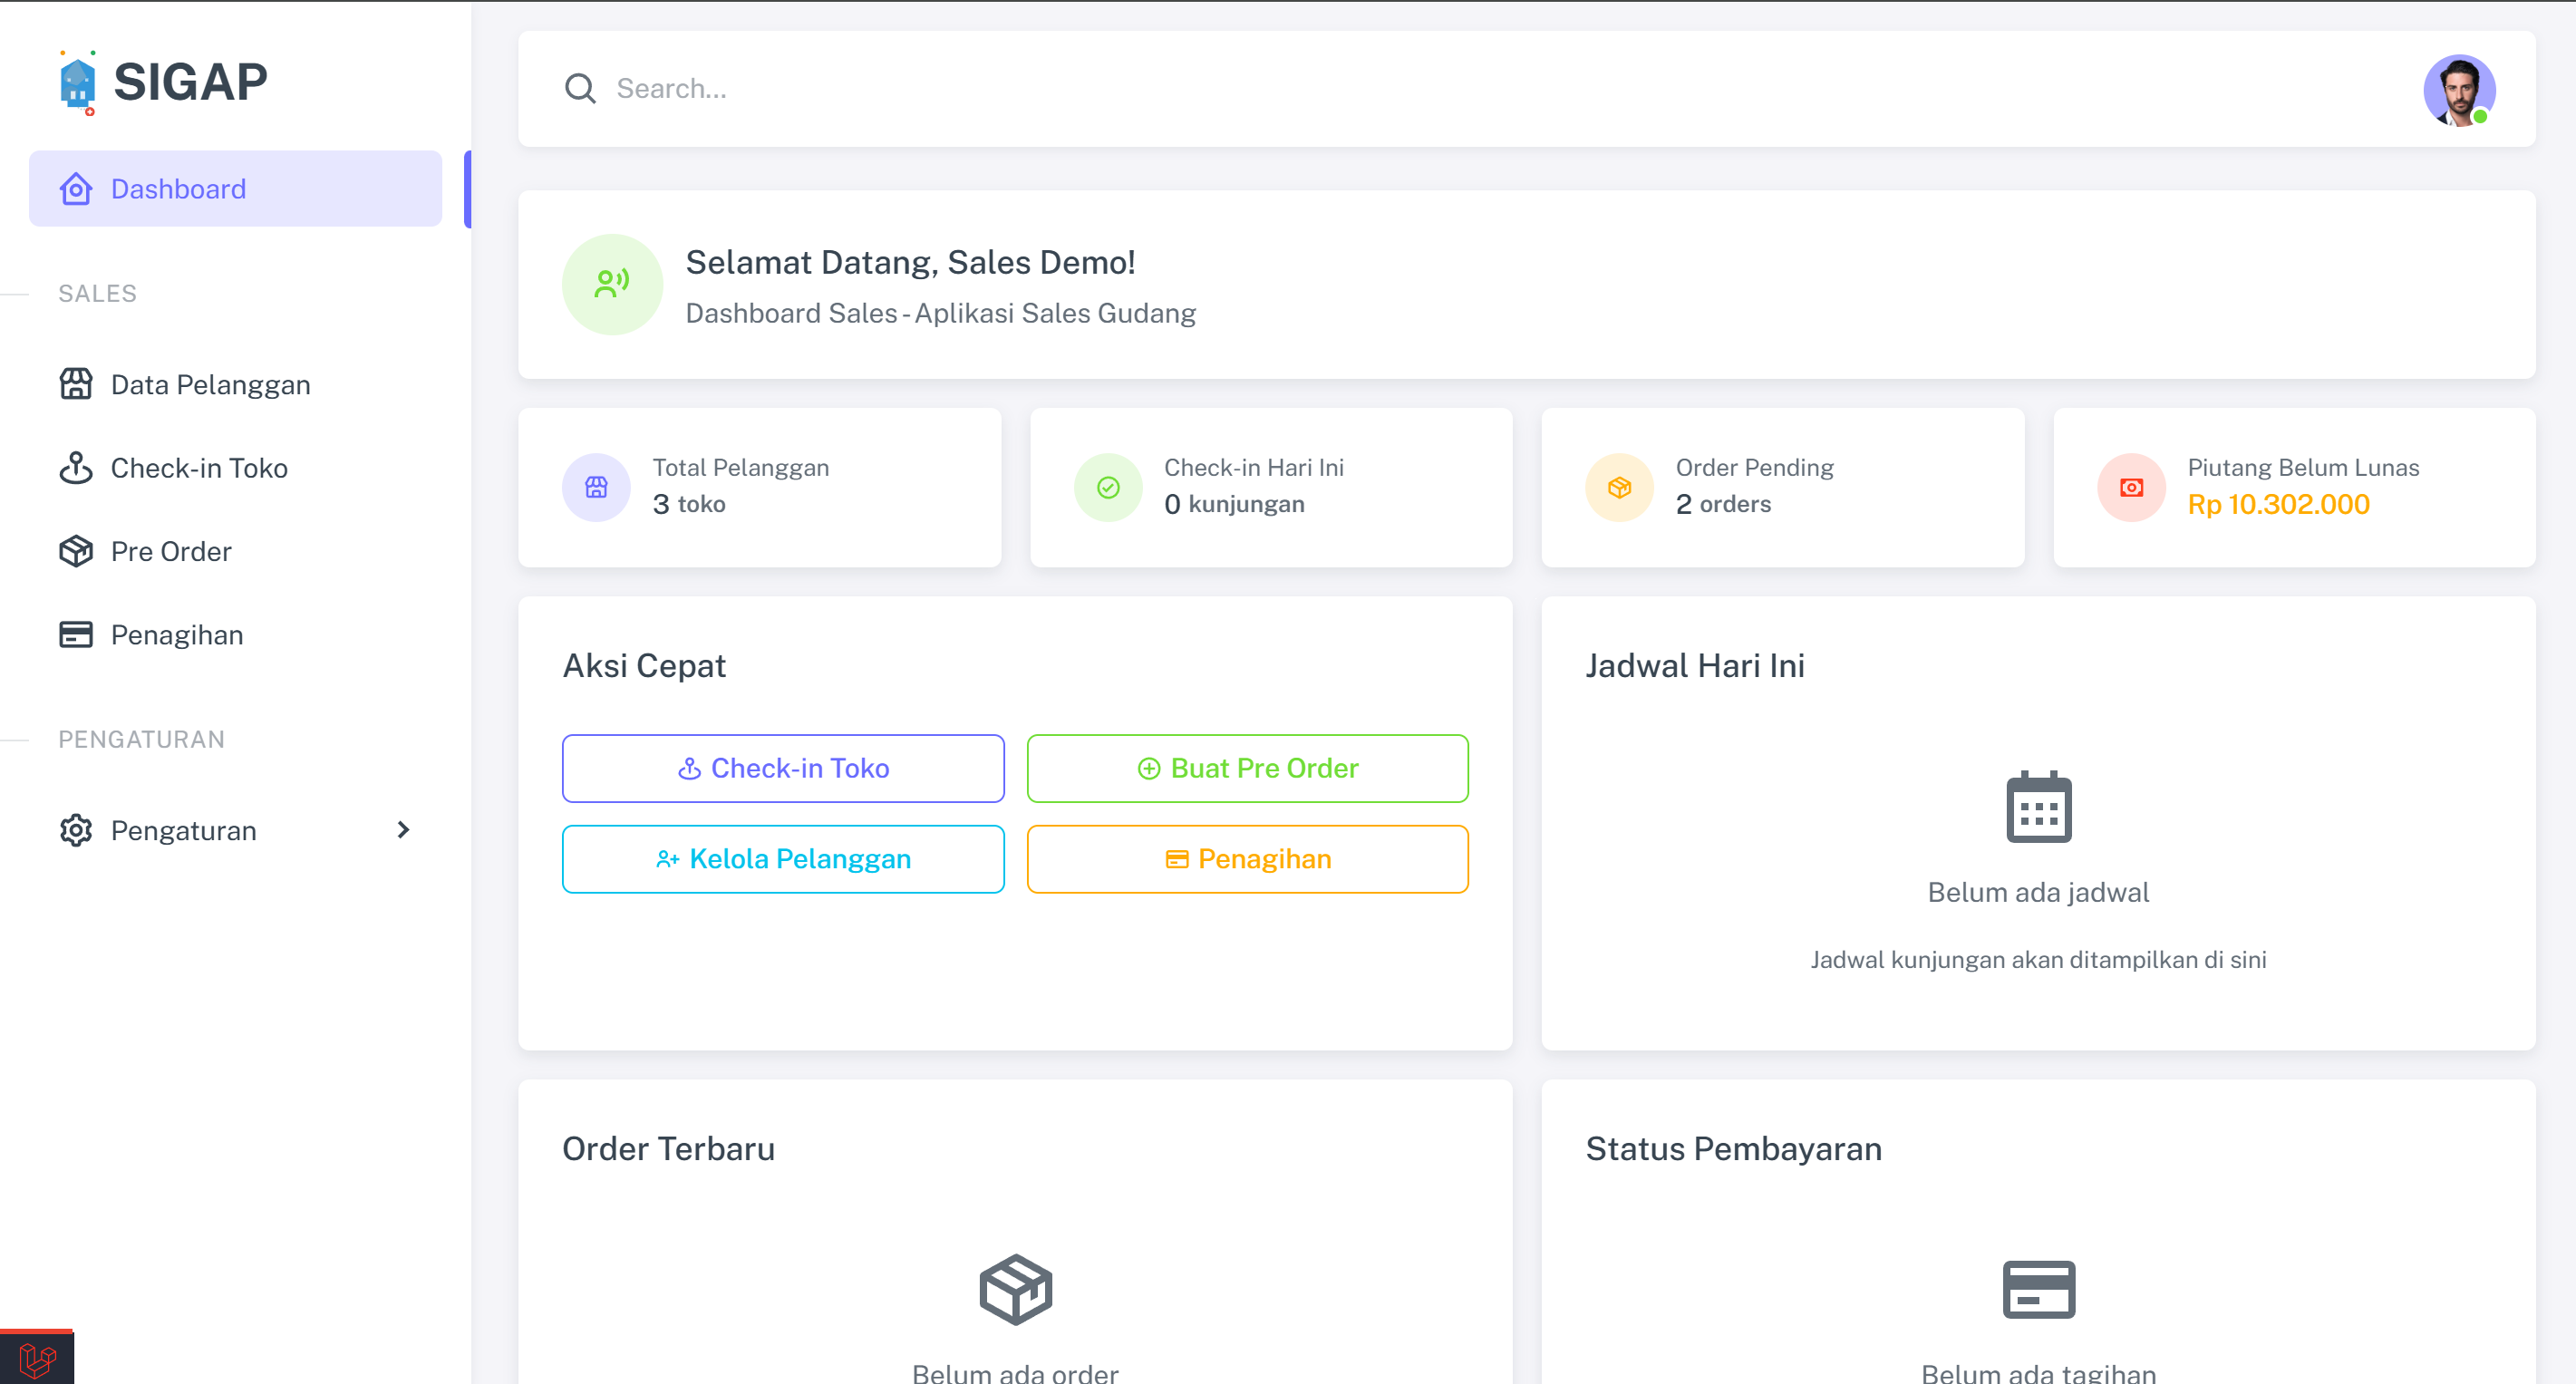 SIGAP
Search...
Dashboard
SALES
Data Pelanggan
Check-in Toko
Pre Order
Penagihan
PENGATURAN
Pengaturan
Selamat Datang, Sales Demo!
Dashboard Sales - Aplikasi Sales Gudang
Total Pelanggan
3 toko
Check-in Hari Ini
0 kunjungan
Order Pending
2 orders
Piutang Belum Lunas
Rp 10.302.000
Aksi Cepat
Check-in Toko
Buat Pre Order
Kelola Pelanggan
Penagihan
Jadwal Hari Ini
Belum ada jadwal
Jadwal kunjungan akan ditampilkan di sini
Order Terbaru
Belum ada order
Status Pembayaran
Belum ada tagihan